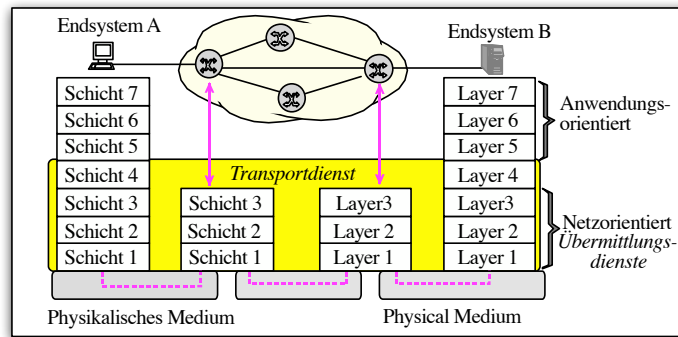 Endsystem A
Endsystem B
Schicht 7
Schicht 6
Schicht 5
Schicht 4
Schicht 3
Schicht 2
Schicht 1
Transportdienst
Schicht 3
Schicht 2
Schicht 1
Layer3
Layer 2
Layer 1
Layer 7
Layer 6
Layer 5
Layer 4
Layer3
Layer 2
Layer 1
Anwendungs-
orientiert
Netzorientiert
Übermittlungs-
dienste
Physikalisches Medium
Physical Medium